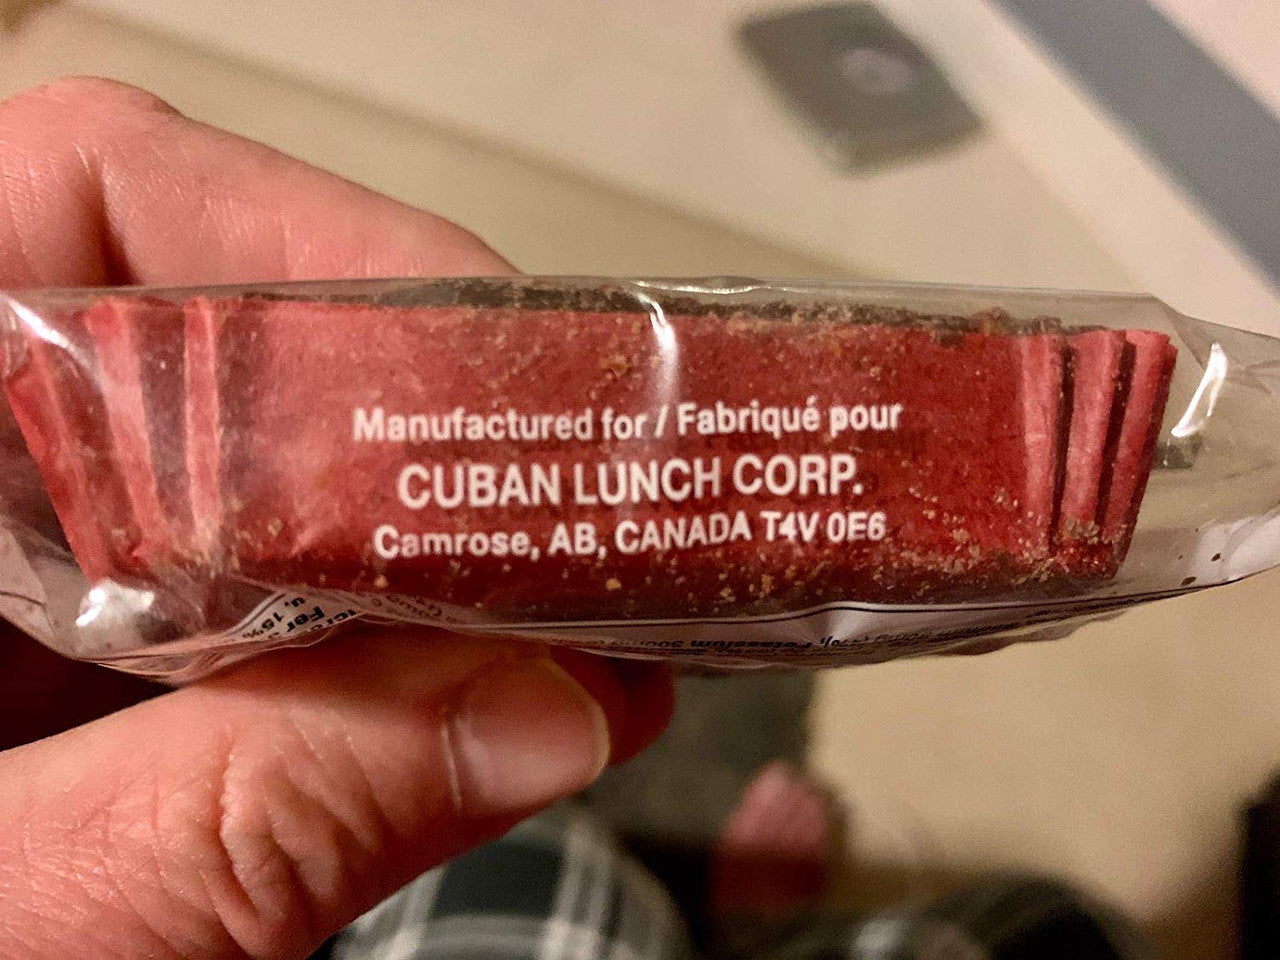 Manufactured for / Fabriqué pour
CUBAN LUNCH CORP.
Camrose, AB, CANADA T4V 0E6